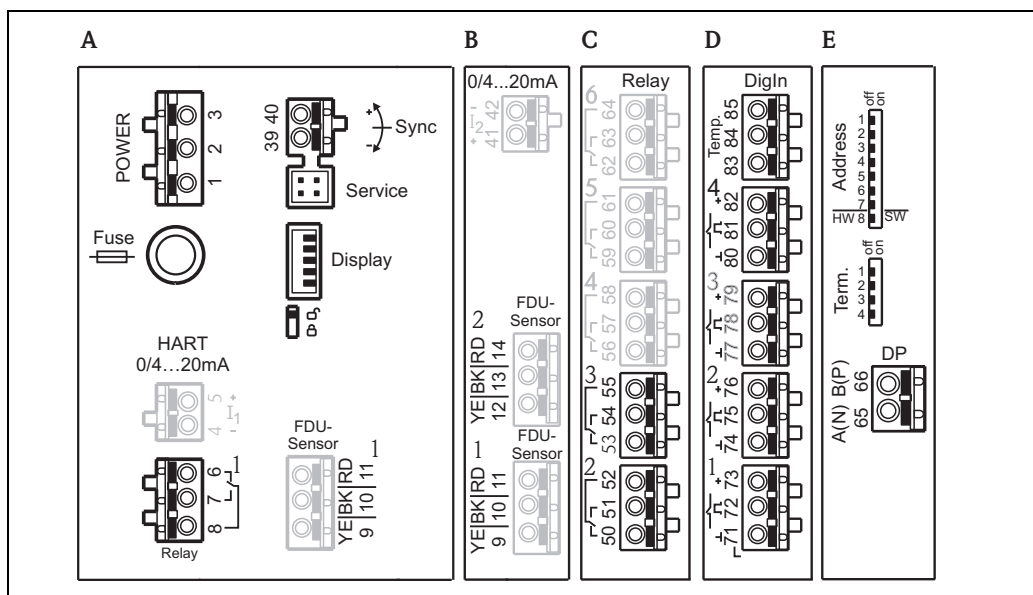 A
POWER
3
2
1
39 40
+
-
Sync
Service
Fuse
Display
HART
0/4...20mA
4 5
- +
I1
6
7
8
1
Relay
FDU-
Sensor
1
YE|BK|RD
9 |10| 11
B
0/4...20mA
- +
I2
41 42
FDU-
Sensor
2
YE|BK|RD
12 |13| 14
FDU-
Sensor
1
YE|BK|RD
9 |10| 11
C
Relay
6
62 63 64
5
59 60 61
4
56 57 58
3
53 54 55
2
50 51 52
D
DigIn
Temp.
83 84 85
4
+
80 81 82
3
+
77 78 79
2
+
74 75 76
1
+
71 72 73
E
off
on
Address
1
2
3
4
5
6
7
HW 8 SW
off
on
Term.
1
2
3
4
DP
A(N) B(P)
65 66